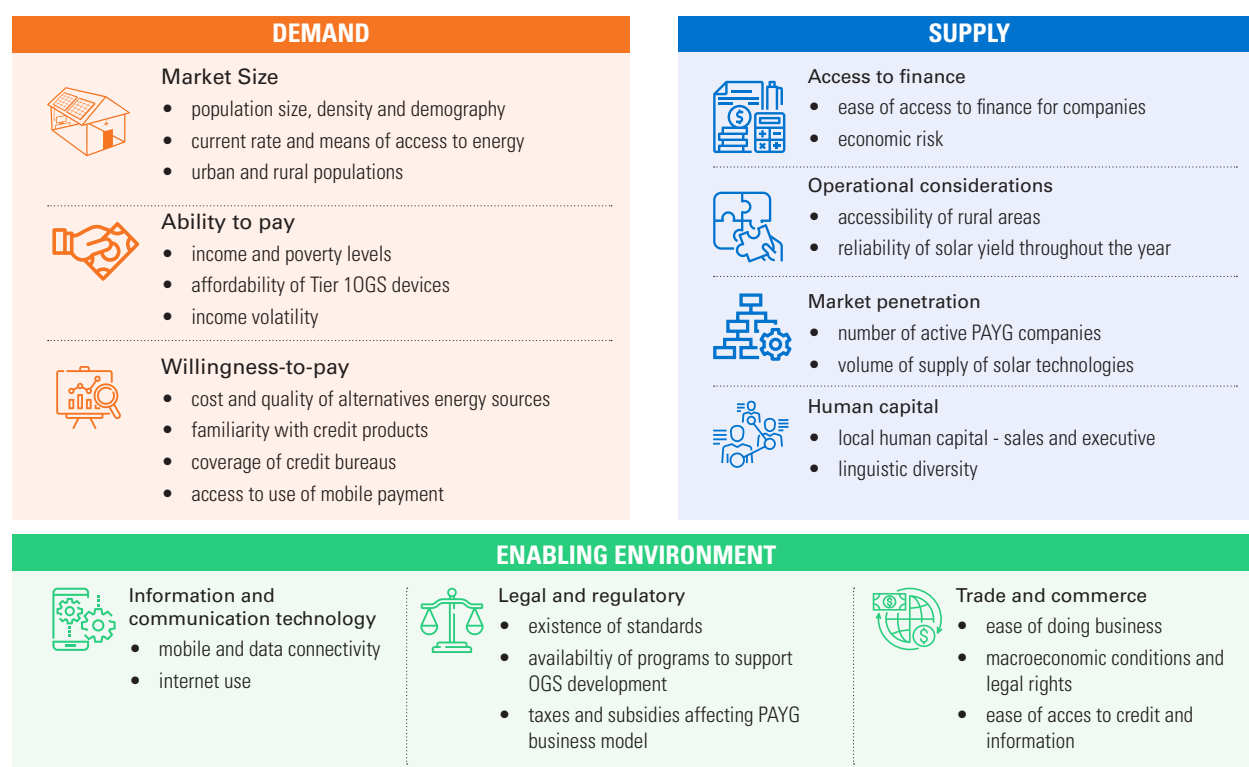 DEMAND
Market Size
• population size, density and demography
• current rate and means of access to energy
• urban and rural populations
Ability to pay
• income and poverty levels
• affordability of Tier 1OGS devices
• income volatility
Willingness-to-pay
• cost and quality of alternatives energy sources
• familiarity with credit products
• coverage of credit bureaus
• access to use of mobile payment
SUPPLY
Access to finance
• ease of access to finance for companies
• economic risk
Operational considerations
• accessibility of rural areas
• reliability of solar yield throughout the year
Market penetration
• number of active PAYG companies
• volume of supply of solar technologies
Human capital
• local human capital - sales and executive
• linguistic diversity
ENABLING ENVIRONMENT
Information and
communication technology
• mobile and data connectivity
• internet use
Legal and regulatory
• existence of standards
• availabiltiy of programs to support
OGS development
• taxes and subsidies affecting PAYG
business model
Trade and commerce
• ease of doing business
• macroeconomic conditions and
legal rights
• ease of acces to credit and
information